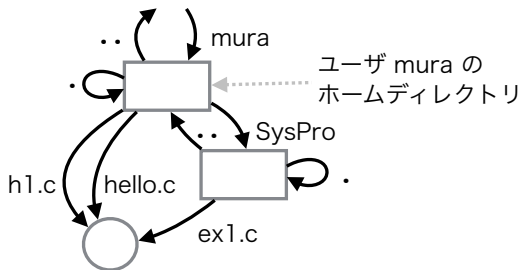 ..
mura
ユーザ mura の
ホームディレクトリ
.
..
SysPro
h1.c
hello.c
.
ex1.c